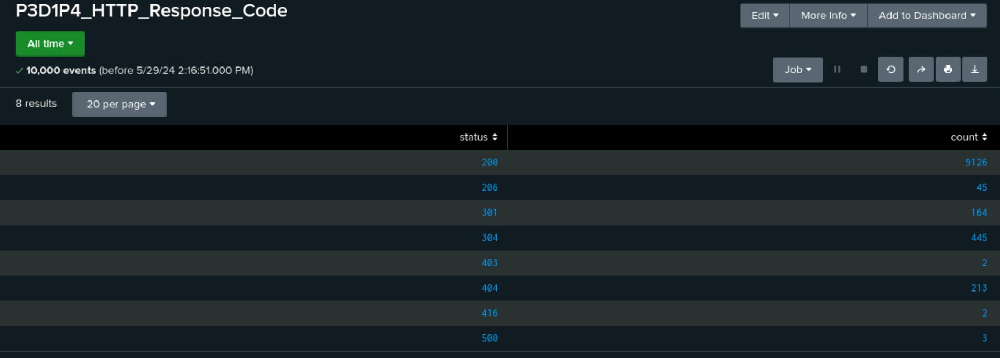 P3D1P4_HTTP_Response_Code
Edit More Info Add to Dashboard
All time
10,000 events (before 5/29/24 2:16:51.000 PM)
Job
8 results 20 per page
status count
200 9126
206 45
301 164
304 445
403 2
404 213
416 2
500 3